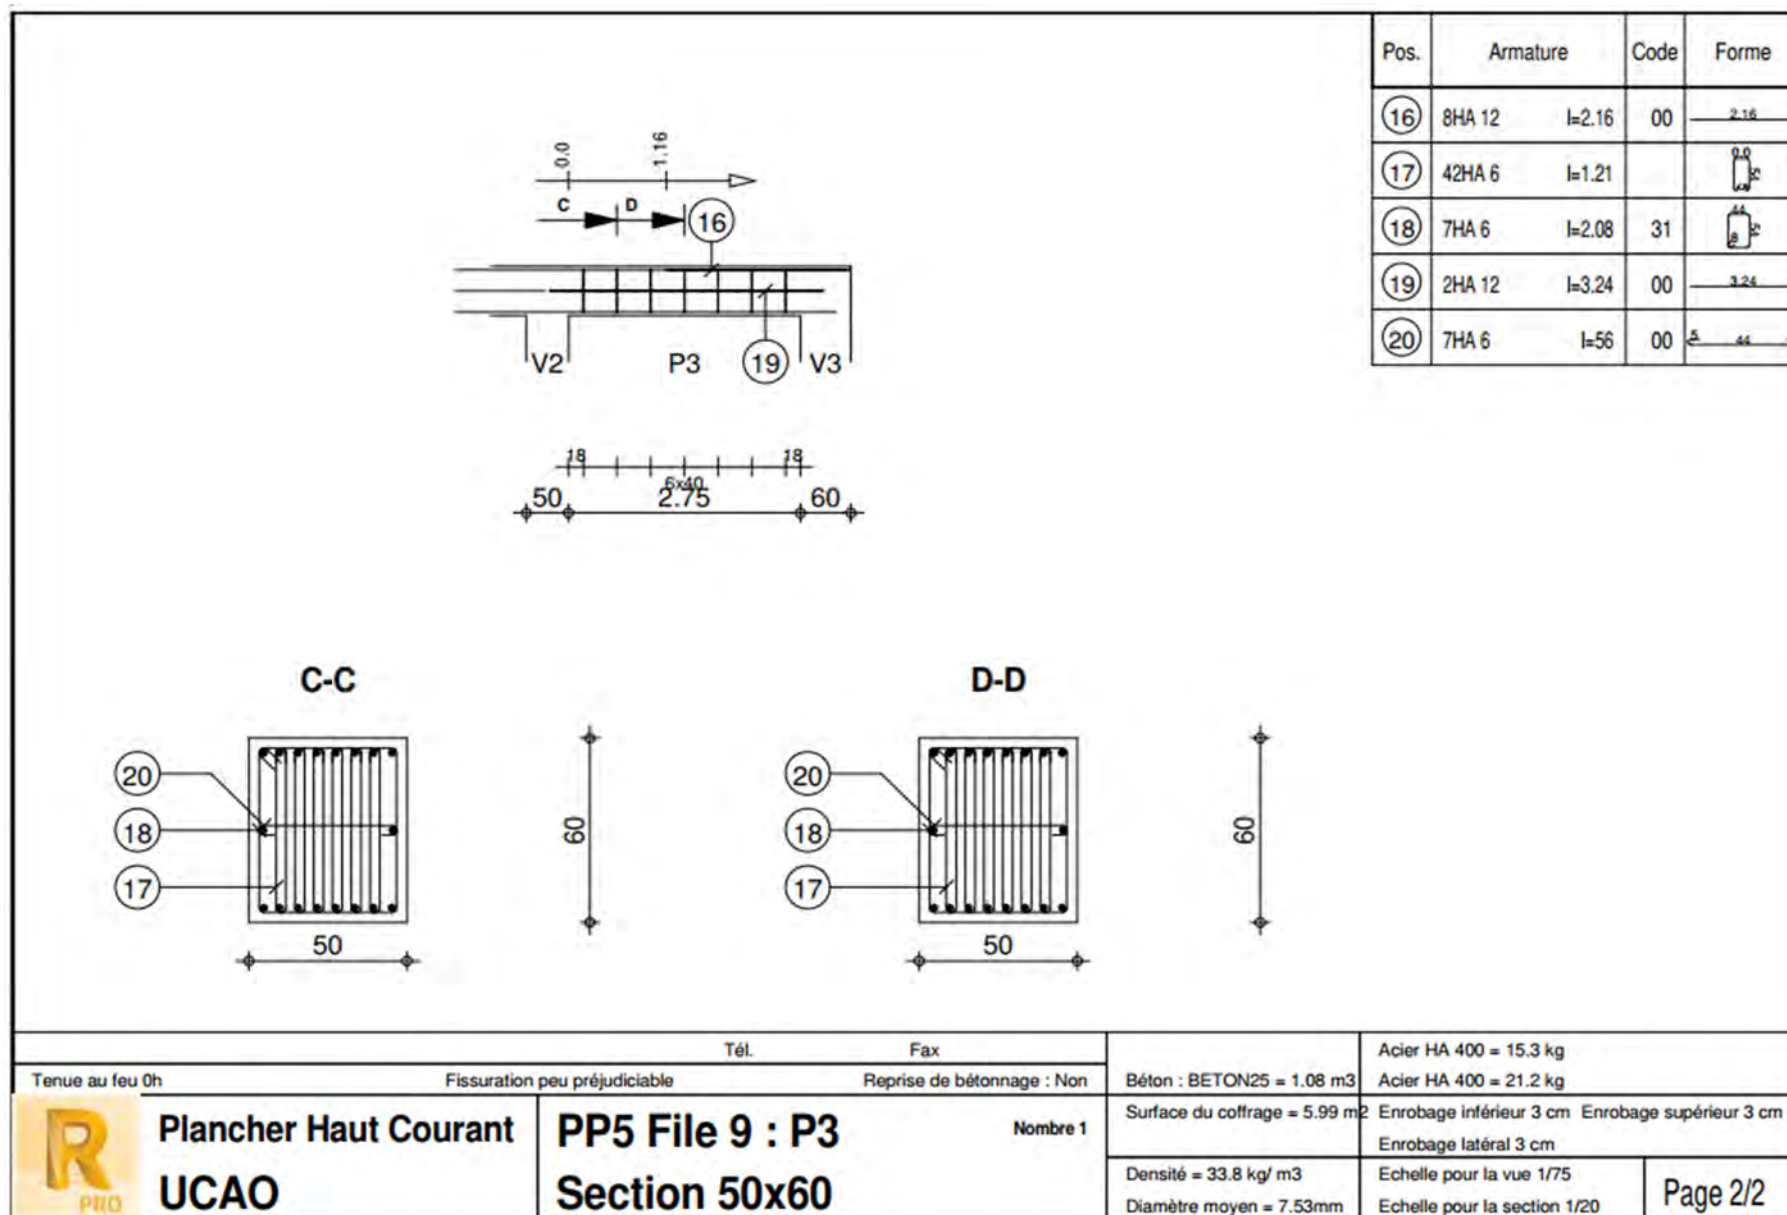 Pos. Armature Code Forme
16 8HA 12 l=2.16 00 2.16
17 42HA 6 l=1.21 0.0 54
18 7HA 6 l=2.08 31 44 54
19 2HA 12 l=3.24 00 3.24
20 7HA 6 l=56 00 5 44
0.0 1.16
C D 16
V2 P3 19 V3
18 18
6x40
50 2.75 60
C-C D-D
20 20
18 60 18 60
17 17
50 50
Tél. Fax
Tenue au feu 0h Fissuration peu préjudiciable Reprise de bétonnage : Non
Béton : BETON25 = 1.08 m3
Acier HA 400 = 15.3 kg
Acier HA 400 = 21.2 kg
Surface du coffrage = 5.99 m2
Enrobage inférieur 3 cm Enrobage supérieur 3 cm
Enrobage latéral 3 cm
R
PRO
Plancher Haut Courant
UCAO
PP5 File 9 : P3 Nombre 1
Section 50x60
Densité = 33.8 kg/ m3
Diamètre moyen = 7.53mm
Echelle pour la vue 1/75
Echelle pour la section 1/20
Page 2/2